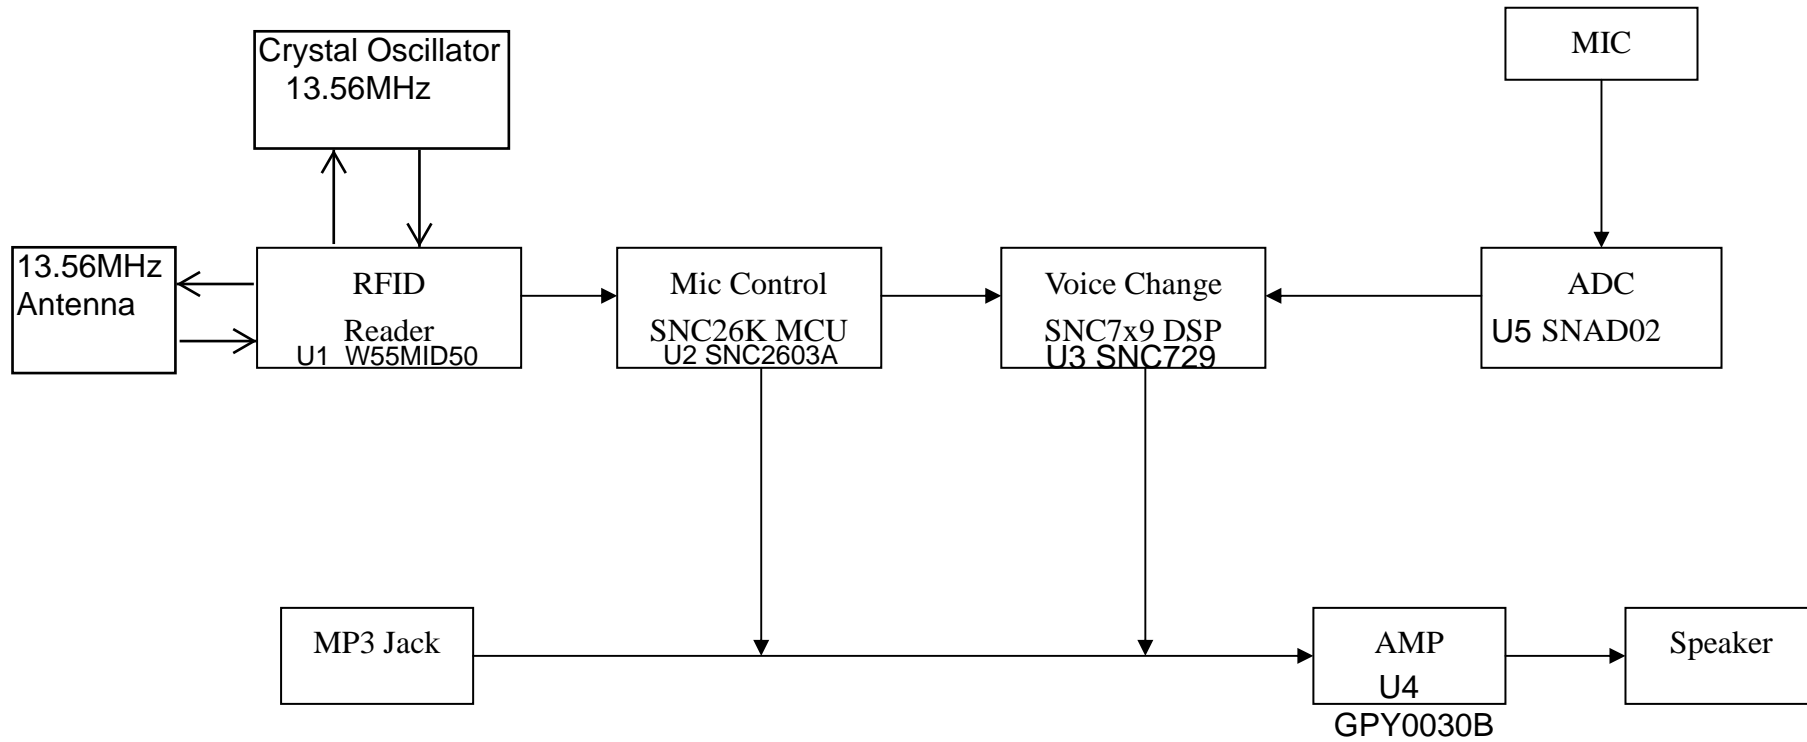 Crystal Oscillator
13.56MHz
MIC
13.56MHz
Antenna
RFID
Reader
U1 W55MID50
Mic Control
SNC26K MCU
U2 SNC2603A
Voice Change
SNC7x9 DSP
U3 SNC729
ADC
U5 SNAD02
MP3 Jack
AMP
U4
GPY0030B
Speaker